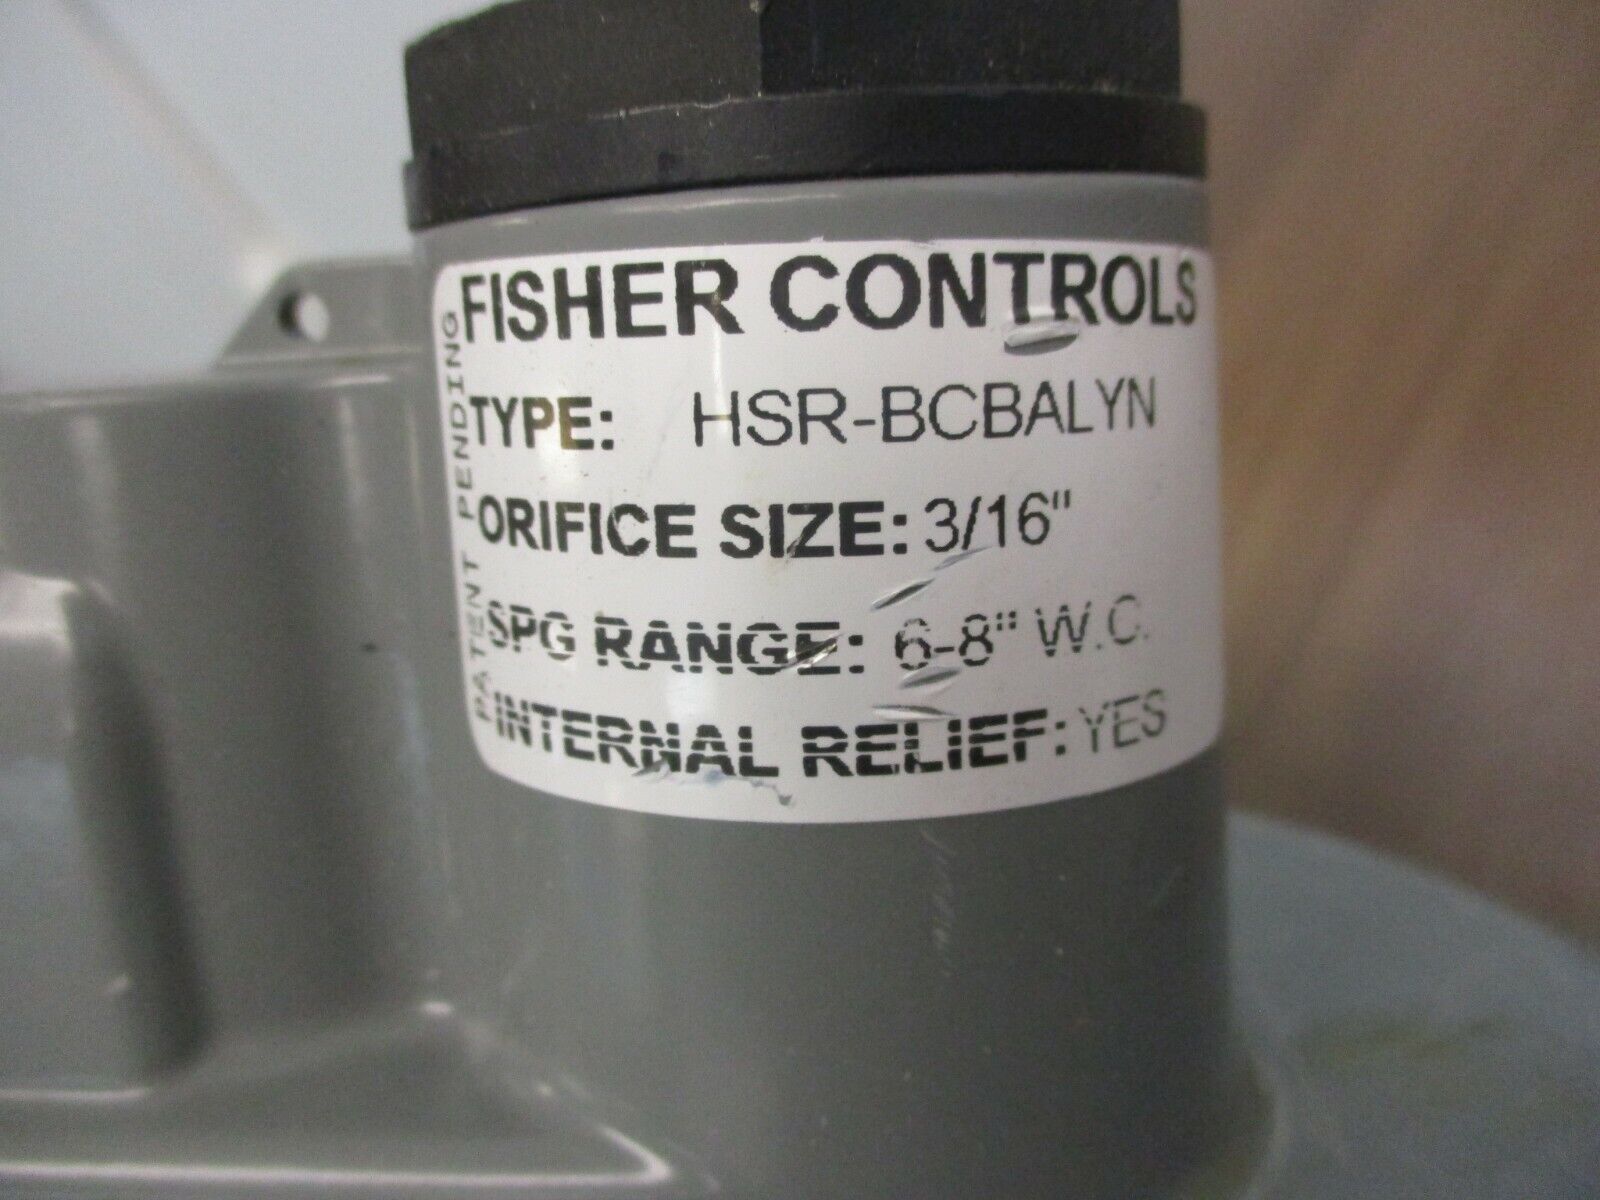 FISHER CONTROLS
TYPE: HSR-BCBALYN
ORIFICE SIZE: 3/16"
SPG RANGE: 6-8" W.C.
INTERNAL RELIEF: YES
PATENT PENDING